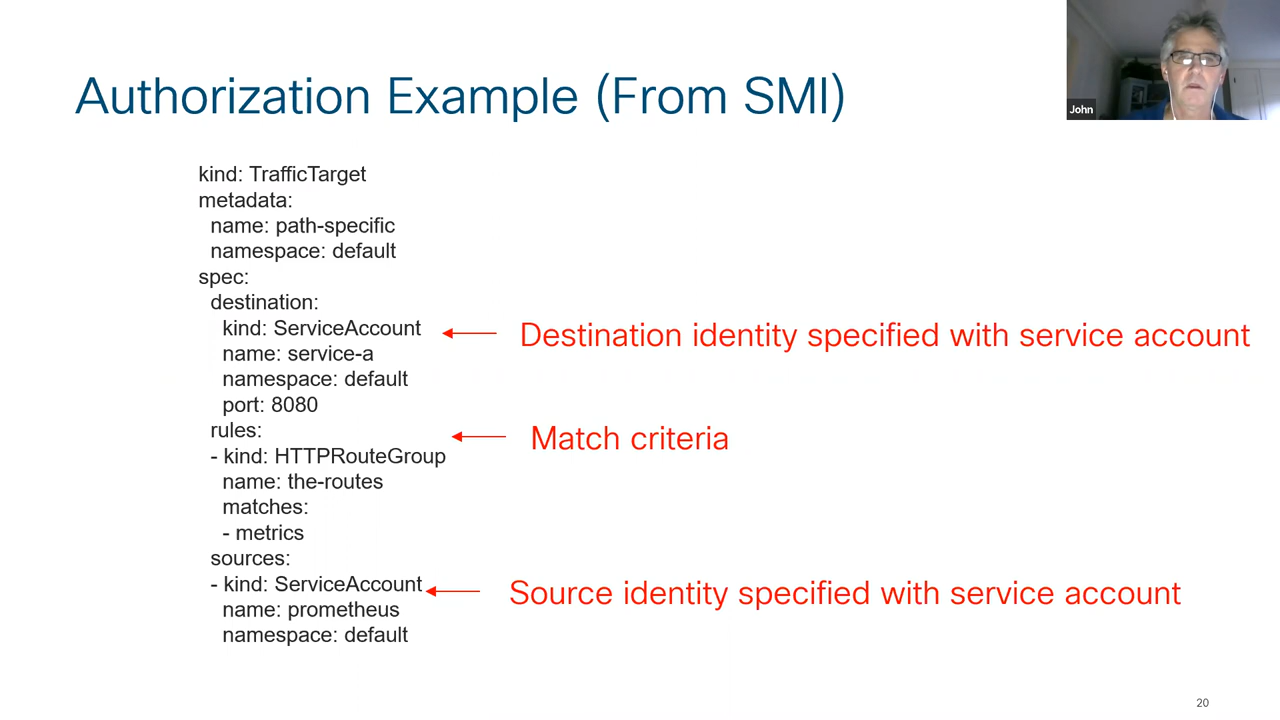 Authorization Example (From SMI)
John
kind: TrafficTarget
metadata:
name: path-specific
namespace: default
spec:
destination:
kind: ServiceAccount
Destination identity specified with service account
name: service-a
namespace: default
port: 8080
rules:
Match criteria
- kind: HTTPRouteGroup
name: the-routes
matches:
- metrics
sources:
- kind: ServiceAccount
Source identity specified with service account
name: prometheus
namespace: default
20